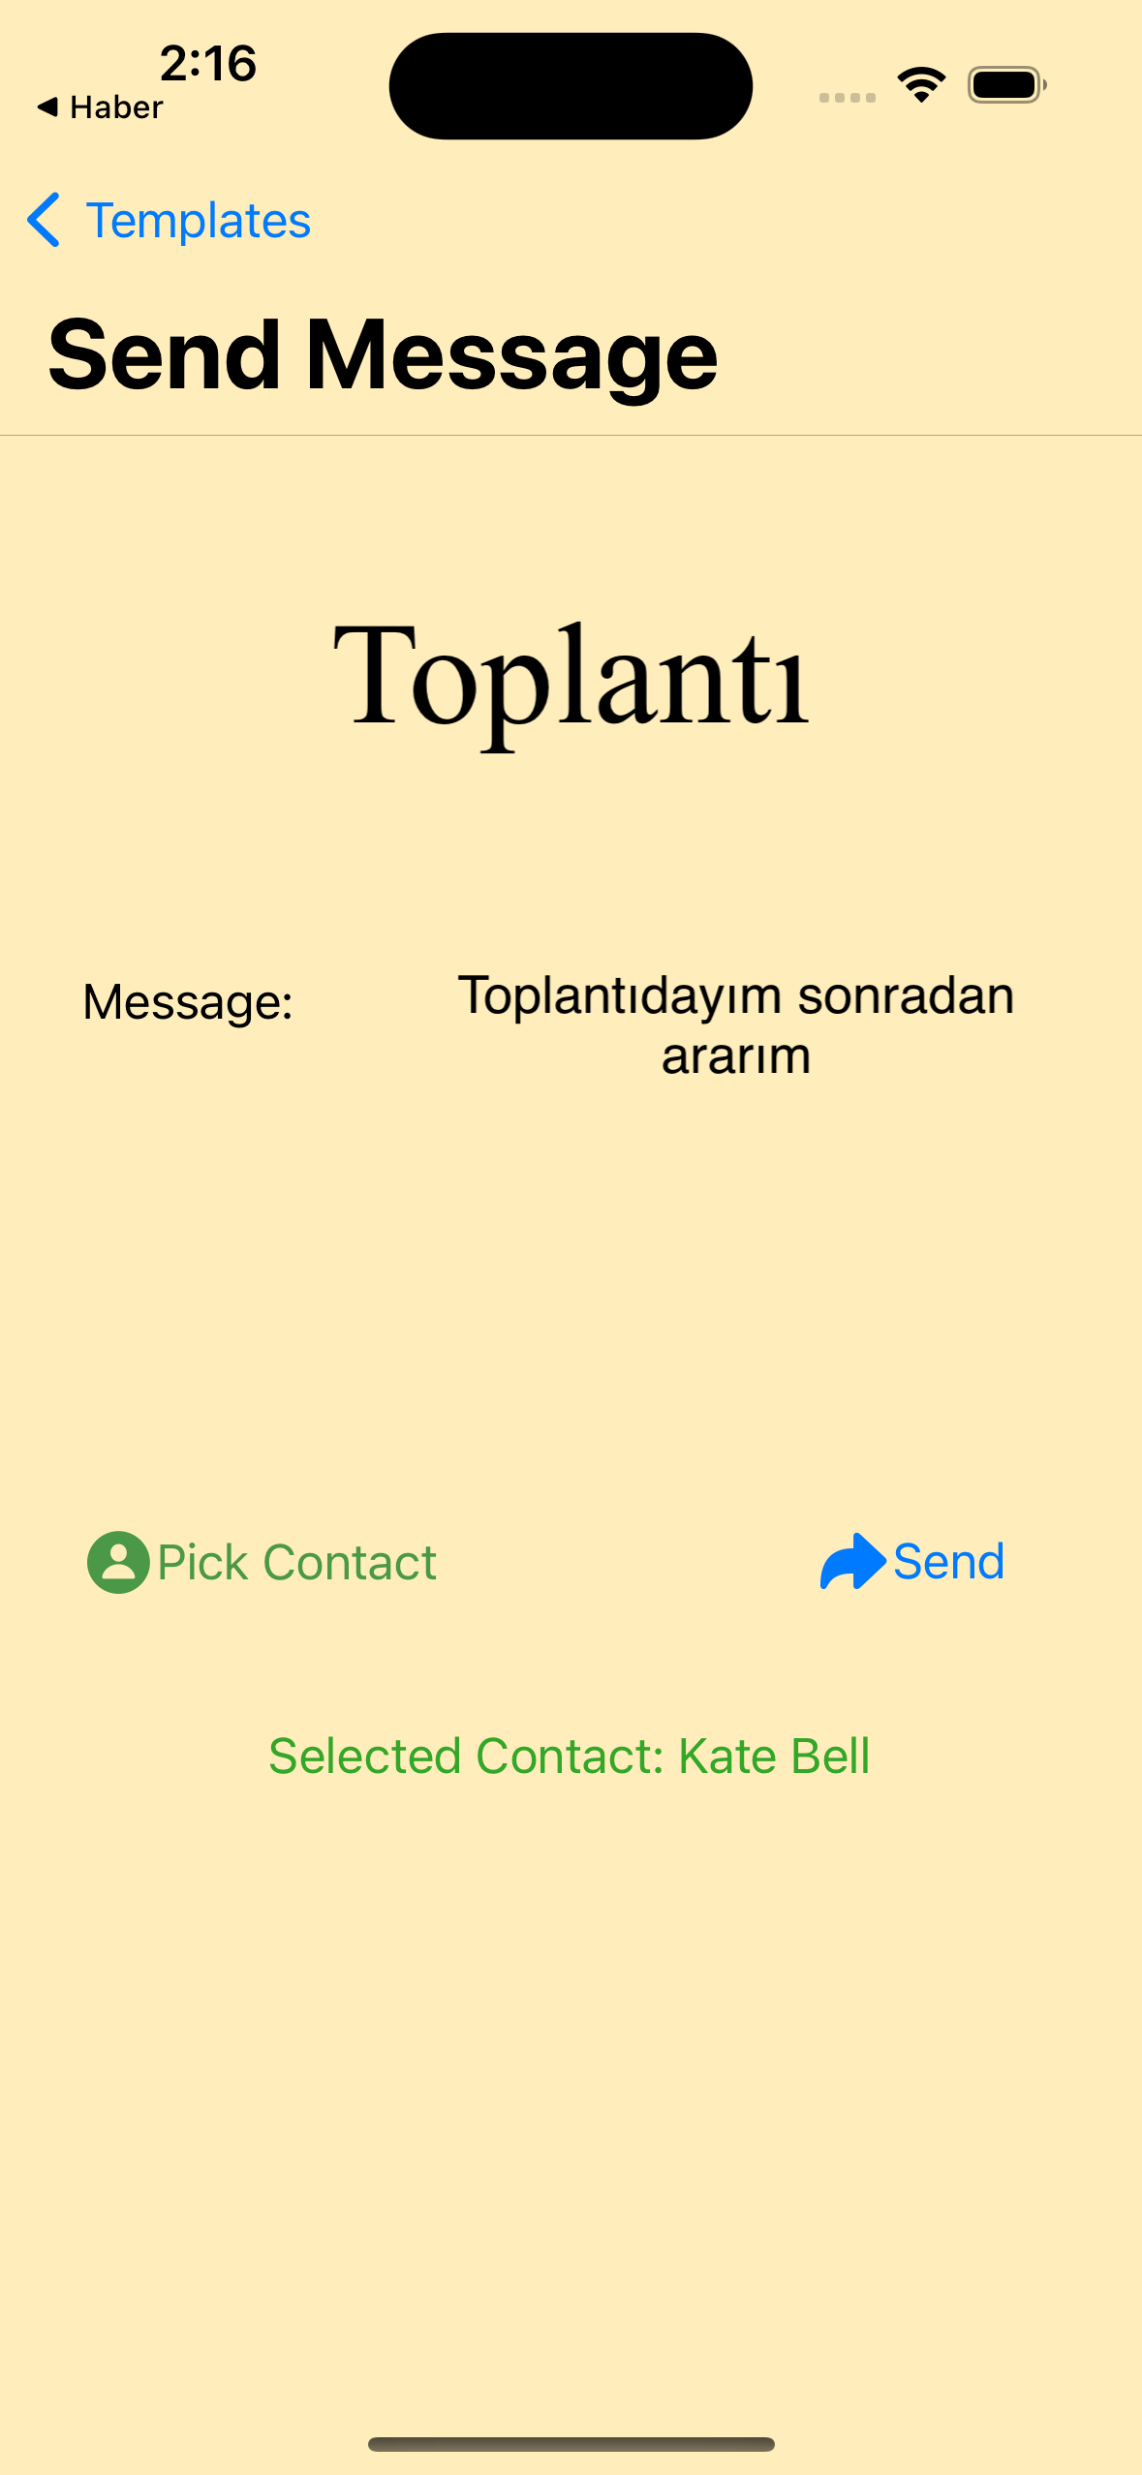 2:16
◀ Haber
Templates
Send Message
Toplantı
Message:
Toplantıdayım sonradan
ararım
Pick Contact
Send
Selected Contact: Kate Bell